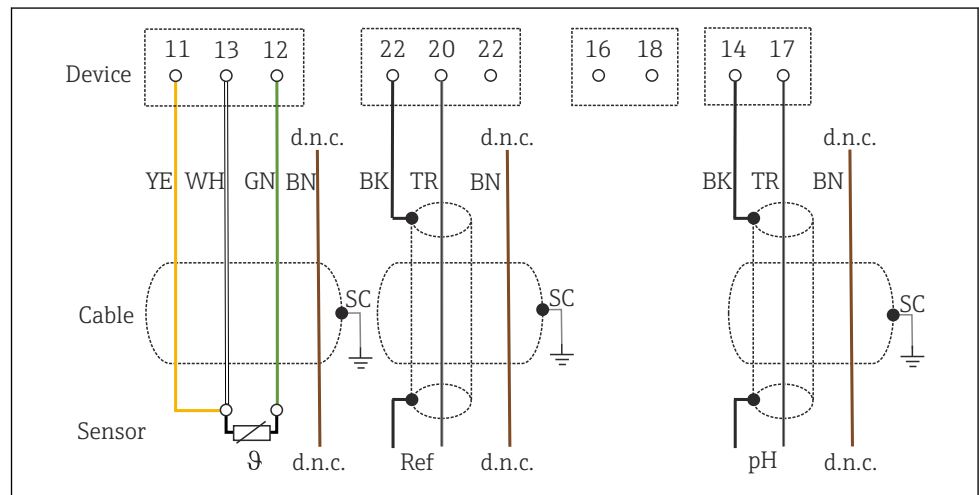 11 13 12 22 20 22 16 18 14 17
Device
d.n.c. d.n.c. d.n.c.
YE WH GN BN BK TR BN BK TR BN
SC SC SC
Cable
Sensor
ϑ d.n.c. Ref d.n.c. pH d.n.c.